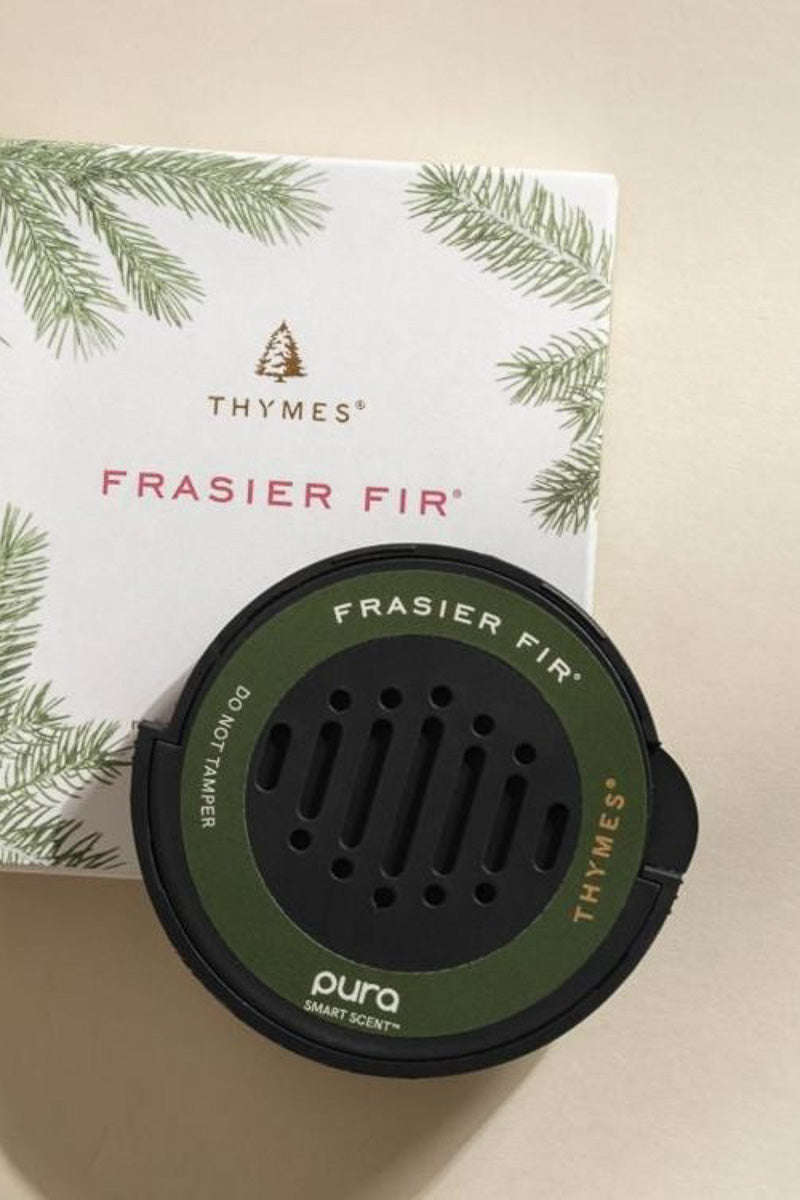 THYMES®
FRASIER FIR®
FRASIER FIR®
DO NOT TAMPER
THYMES®
pura
SMART SCENT™